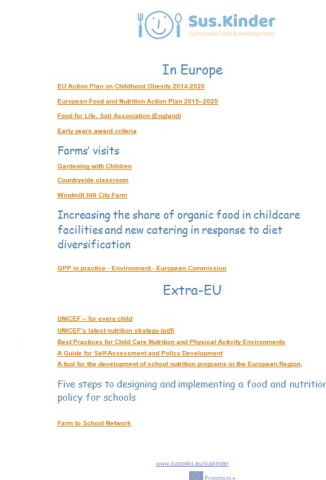 Sus.Kinder
Sustainable Food in Kindergartens
In Europe
EU Action Plan on Childhood Obesity 2014-2020
European Food and Nutrition Action Plan 2015–2020
Food for Life, Soil Association (England)
Early years award criteria
Farms' visits
Gardening with Children
Countryside classroom
Windmill Hill City Farm
Increasing the share of organic food in childcare
facilities and new catering in response to diet
diversification
GPP in practice - Environment - European Commission
Extra-EU
UNICEF – for every child
UNICEF's latest nutrition strategy (pdf)
Best Practices for Child Care Nutrition and Physical Activity Environments
A Guide for Self-Assessment and Policy Development
A tool for the development of school nutrition programs in the European Region.
Five steps to designing and implementing a food and nutrition
policy for schools
Farm to School Network
www.suscooks.eu/suskinder
Erasmus+